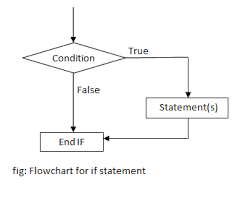 True
Condition
False
Statement(s)
End IF
fig: Flowchart for if statement